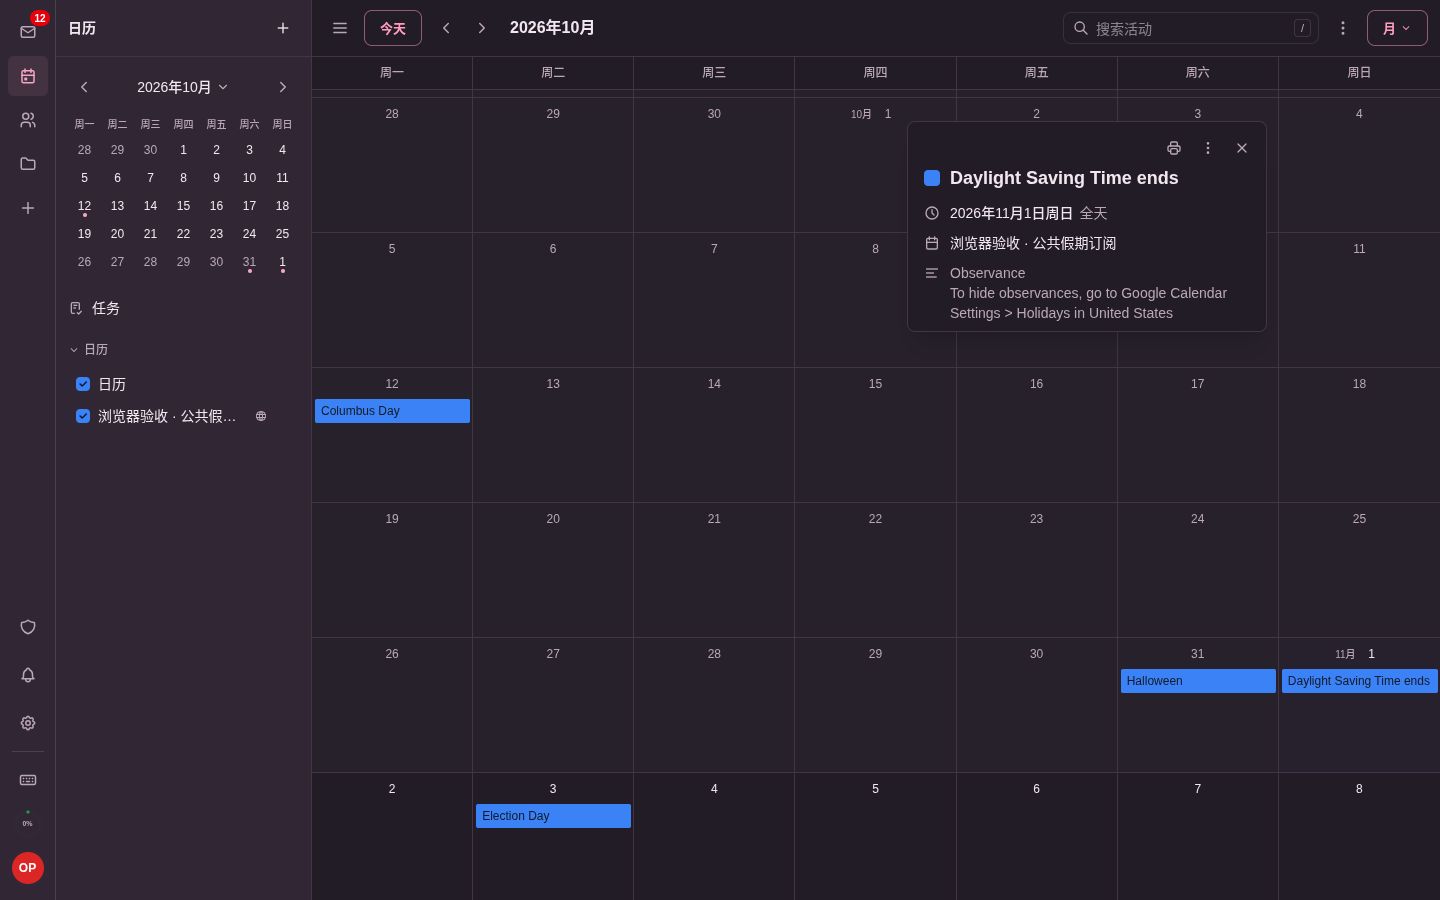 12
日历
今天
2026年10月
搜索活动
/
月
2026年10月
周一 周二 周三 周四 周五 周六 周日
28 29 30 1 2 3 4
5 6 7 8 9 10 11
12 13 14 15 16 17 18
19 20 21 22 23 24 25
26 27 28 29 30 31 1
任务
日历
日历
浏览器验收 · 公共假…
0%
OP
周一 周二 周三 周四 周五 周六 周日
28 29 30 10月 1 2 3 4
Daylight Saving Time ends
2026年11月1日周日 全天
浏览器验收 · 公共假期订阅
Observance
To hide observances, go to Google Calendar
Settings > Holidays in United States
5 6 7 8 11
12 13 14 15 16 17 18
Columbus Day
19 20 21 22 23 24 25
26 27 28 29 30 31 11月 1
Halloween Daylight Saving Time ends
2 3 4 5 6 7 8
Election Day